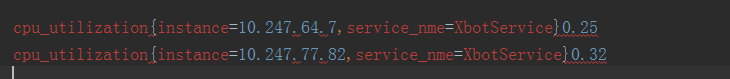 cpu_utilization{instance=10.247.64.7,service_nme=XbotService}0.25
cpu_utilization{instance=10.247.77.82,service_nme=XbotService}0.32